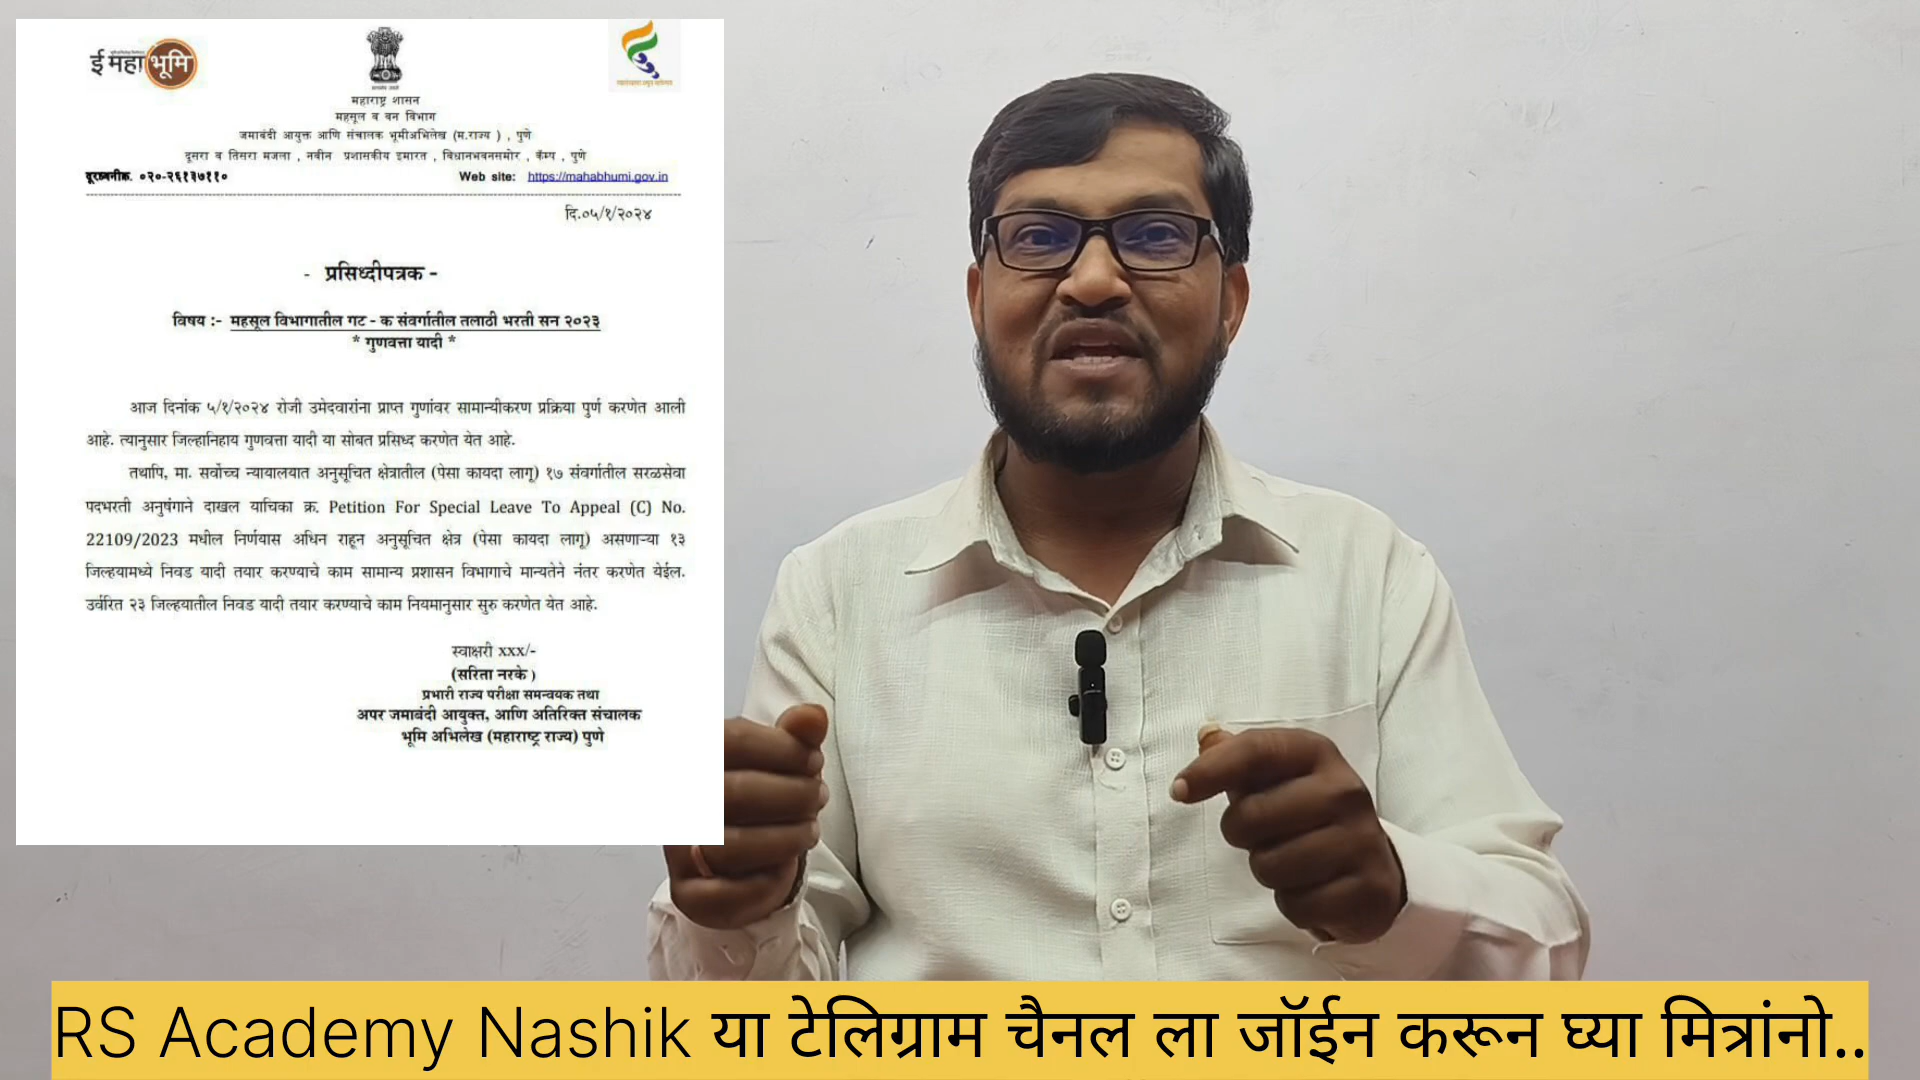 ई महाभूमि
महाराष्ट्र शासन
महसूल व वन विभाग
जमाबंदी आयुक्त आणि संचालक भूमीअभिलेख (म.राज्य ) , पुणे
दूसरा व तिसरा मजला , नवीन प्रशासकीय इमारत , विधानभवनसमोर , कॅम्प , पुणे
दूरध्वनीक्र. ०२०-२६१३७११० Web site: https://mahabhumi.gov.in
दि.०५/१/२०२४
- प्रसिध्दीपत्रक -
विषय :- महसूल विभागातील गट - क संवर्गातील तलाठी भरती सन २०२३
* गुणवत्ता यादी *
आज दिनांक ५/१/२०२४ रोजी उमेदवारांना प्राप्त गुणांवर सामान्यीकरण प्रक्रिया पुर्ण करणेत आली
आहे. त्यानुसार जिल्हानिहाय गुणवत्ता यादी या सोबत प्रसिध्द करणेत येत आहे.
तथापि, मा. सर्वोच्च न्यायालयात अनुसूचित क्षेत्रातील (पेसा कायदा लागू) १७ संवर्गातील सरळसेवा
पदभरती अनुषंगाने दाखल याचिका क्र. Petition For Special Leave To Appeal (C) No.
22109/2023 मधील निर्णयास अधिन राहून अनुसूचित क्षेत्र (पेसा कायदा लागू) असणाऱ्या १३
जिल्हयामध्ये निवड यादी तयार करण्याचे काम सामान्य प्रशासन विभागाचे मान्यतेने नंतर करणेत येईल.
उर्वरित २३ जिल्हयातील निवड यादी तयार करण्याचे काम नियमानुसार सुरु करणेत येत आहे.
स्वाक्षरी xxx/-
(सरिता नरके )
प्रभारी राज्य परीक्षा समन्वयक तथा
अपर जमाबंदी आयुक्त, आणि अतिरिक्त संचालक
भूमि अभिलेख (महाराष्ट्र राज्य) पुणे
RS Academy Nashik या टेलिग्राम चैनल ला जॉईन करून घ्या मित्रांनो..